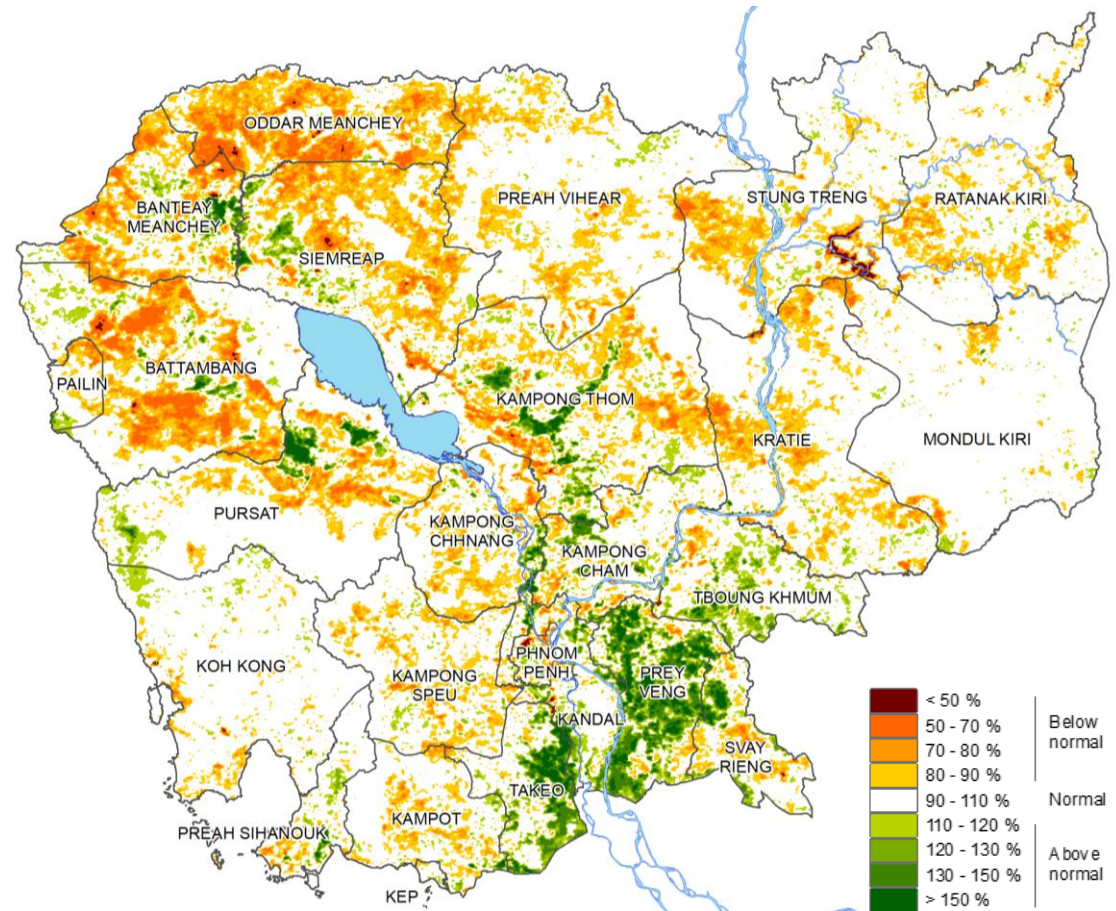 ODDAR MEANCHEY
BANTEAY
MEANCHEY
SIEMREAP
PREAH VIHEAR
STUNG TRENG
RATANAK KIRI
PAILIN
BATTAMBANG
KAMPONG THOM
KRATIE
MONDUL KIRI
PURSAT
KAMPONG
CHHNANG
KAMPONG
CHAM
TBOUNG KHMUM
KOH KONG
KAMPONG
SPEU
PHNOM
PENH
PREY
VENG
KANDAL
SVAY
RIENG
TAKEO
PREAH SIHANOUK
KAMPOT
KEP
< 50 %
50 - 70 %
70 - 80 %
80 - 90 %
Below
normal
90 - 110 %
Normal
110 - 120 %
120 - 130 %
130 - 150 %
> 150 %
Above
normal